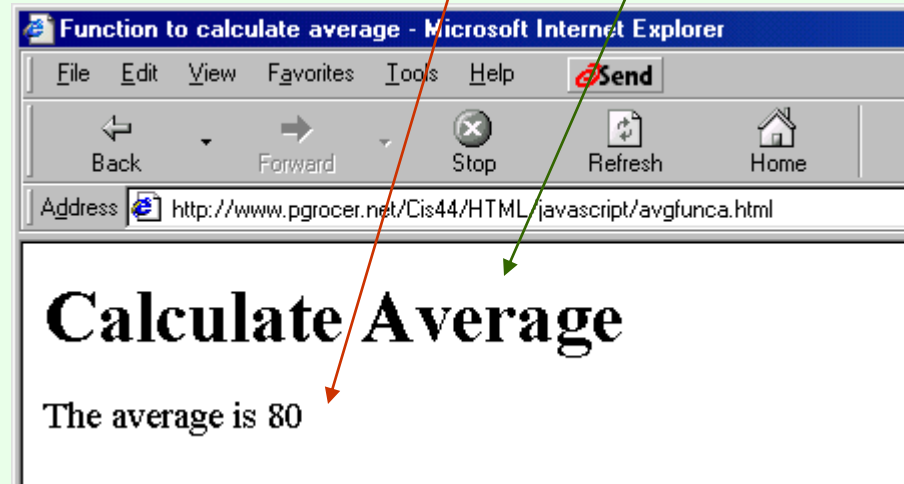 Function to calculate average - Microsoft Internet Explorer
File Edit View Favorites Tools Help @Send
Back Forward Stop Refresh Home
Address http://www.pgrocer.net/Cis44/HTML/javascript/avgfunca.html
Calculate Average
The average is 80